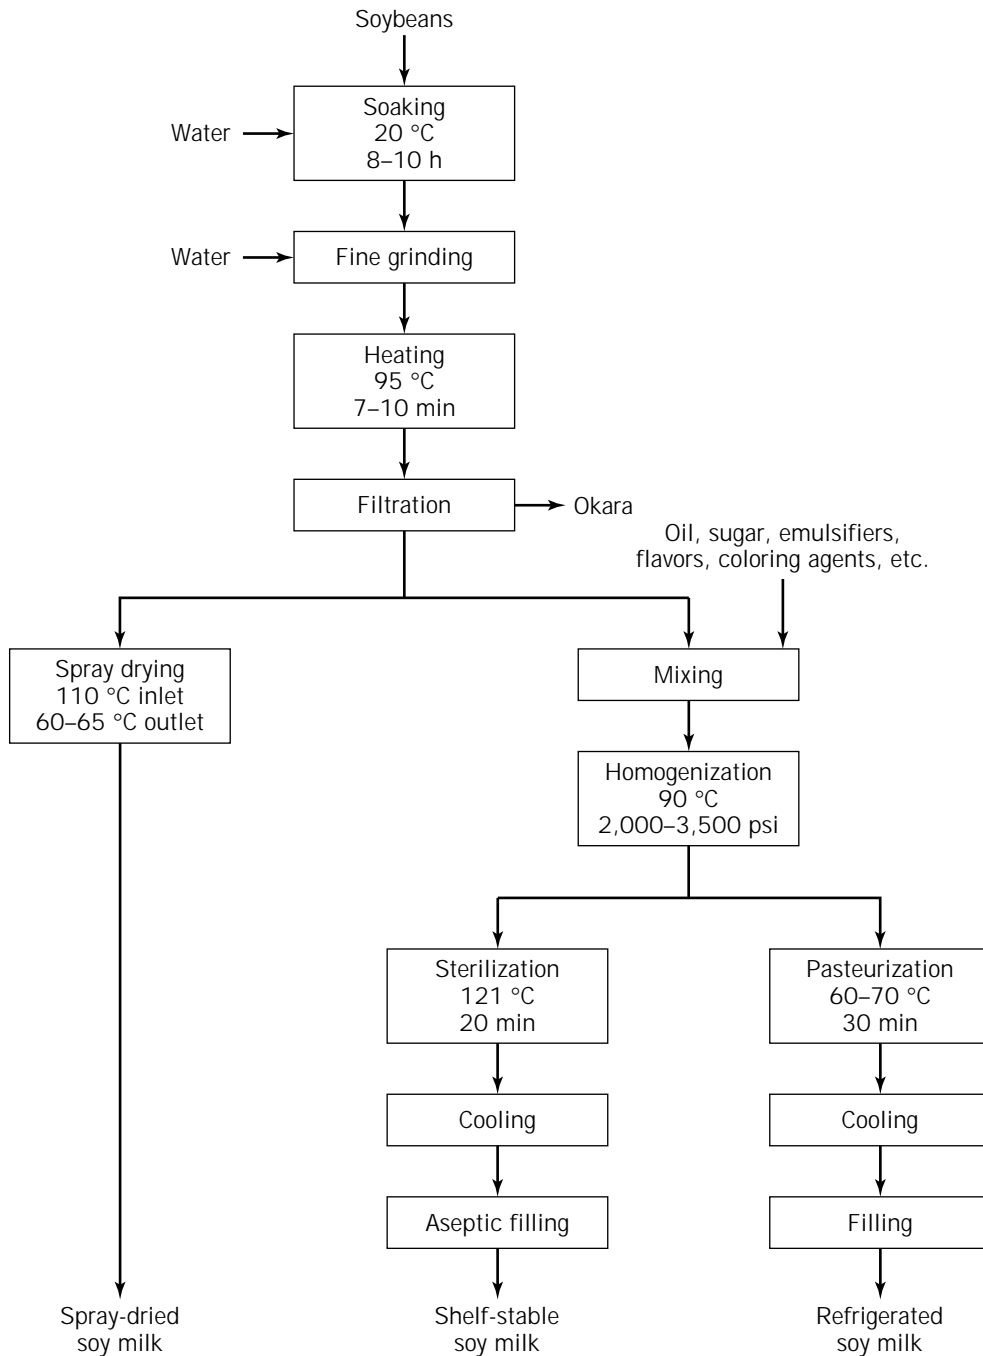 Soybeans
Soaking
20 °C
8–10 h
Water
Water
Fine grinding
Heating
95 °C
7–10 min
Filtration
Okara
Oil, sugar, emulsifiers,
flavors, coloring agents, etc.
Spray drying
110 °C inlet
60–65 °C outlet
Mixing
Homogenization
90 °C
2,000–3,500 psi
Sterilization
121 °C
20 min
Pasteurization
60–70 °C
30 min
Cooling
Cooling
Aseptic filling
Filling
Spray-dried
soy milk
Shelf-stable
soy milk
Refrigerated
soy milk